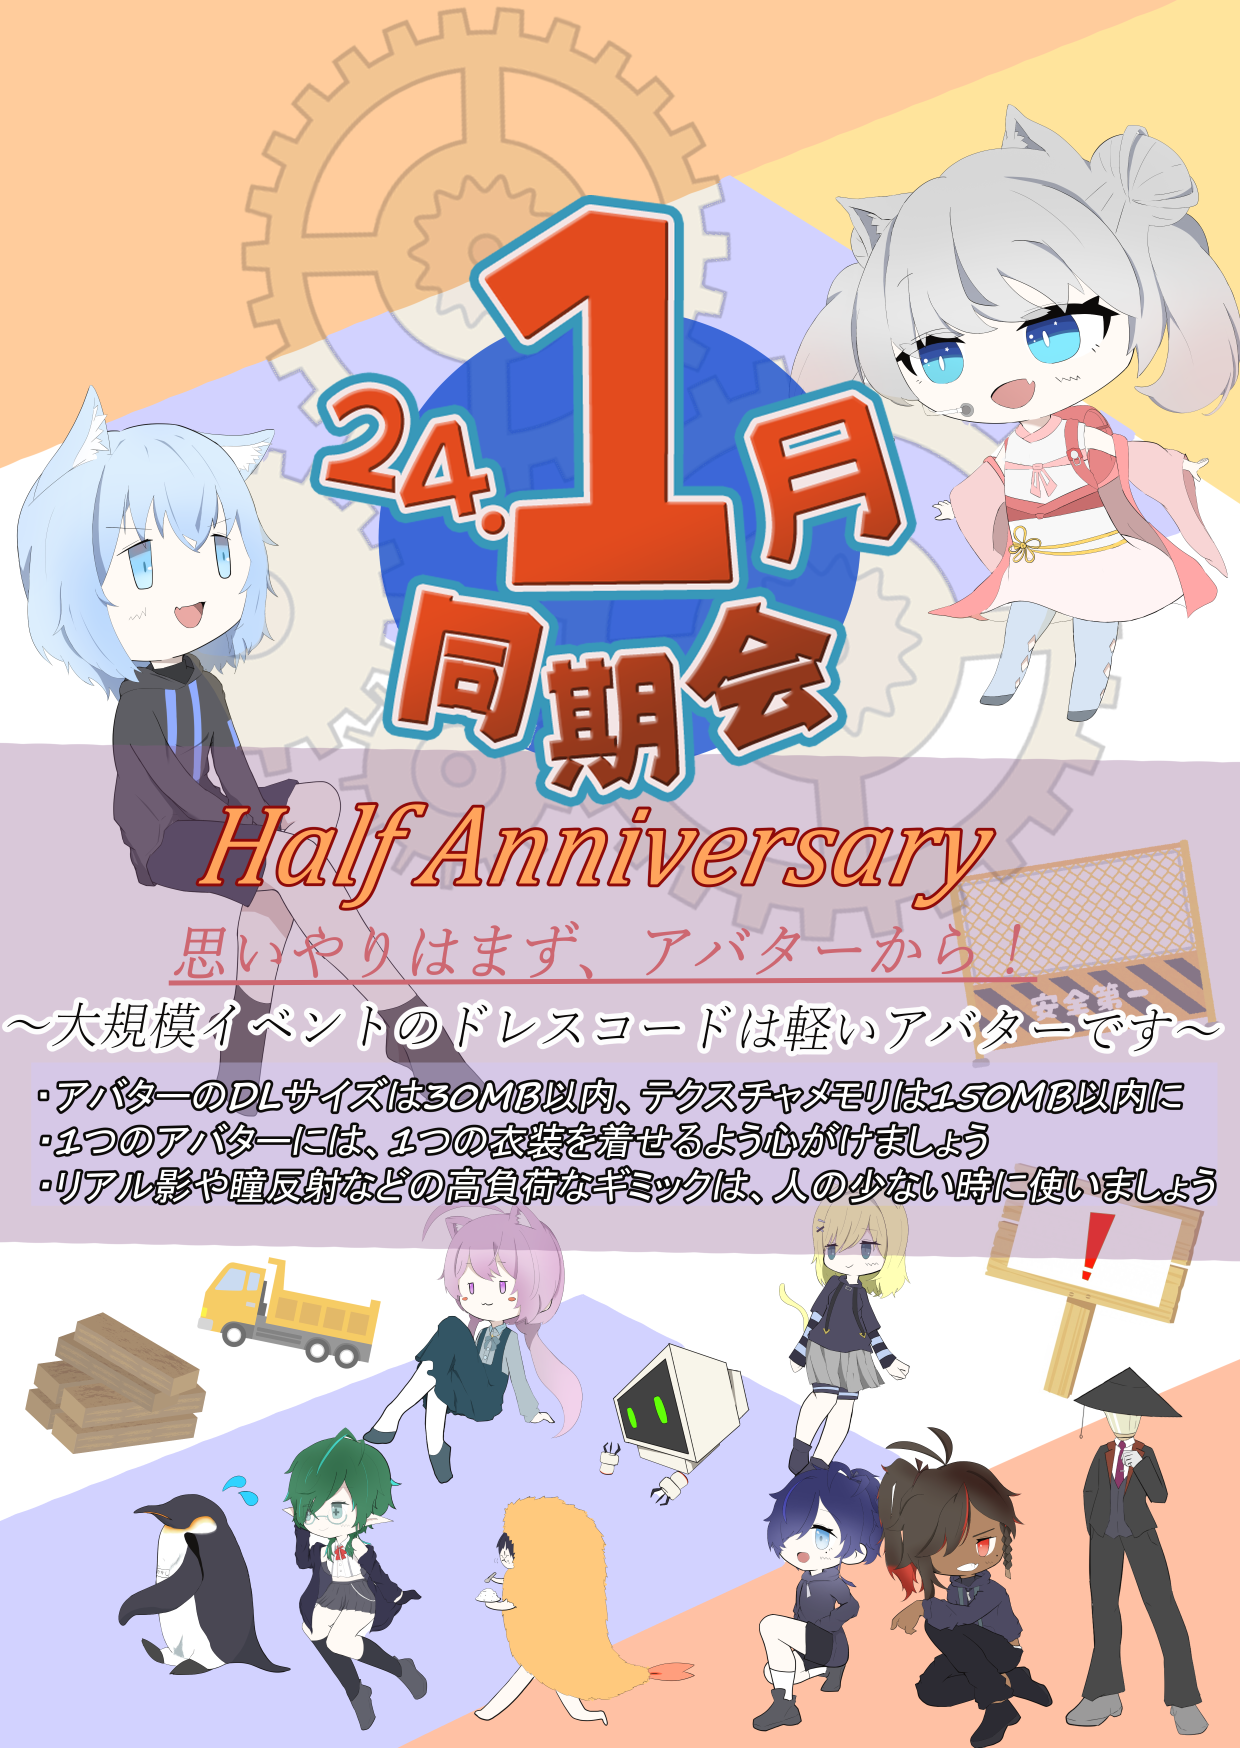 24.1月
同期会
Half Anniversary
思いやりはまず、アバターから！
安全第一
～大規模イベントのドレスコードは軽いアバターです～
・アバターのDLサイズは30MB以内、テクスチャメモリは150MB以内に
・1つのアバターには、1つの衣装を着せるよう心がけましょう
・リアル影や瞳反射などの高負荷なギミックは、人の少ない時に使いましょう
!